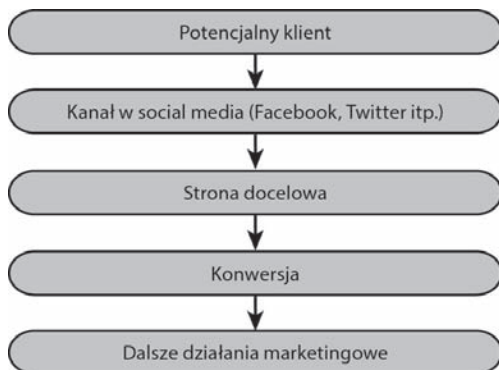 Potencjalny klient
Kanał w social media (Facebook, Twitter itp.)
Strona docelowa
Konwersja
Dalsze działania marketingowe